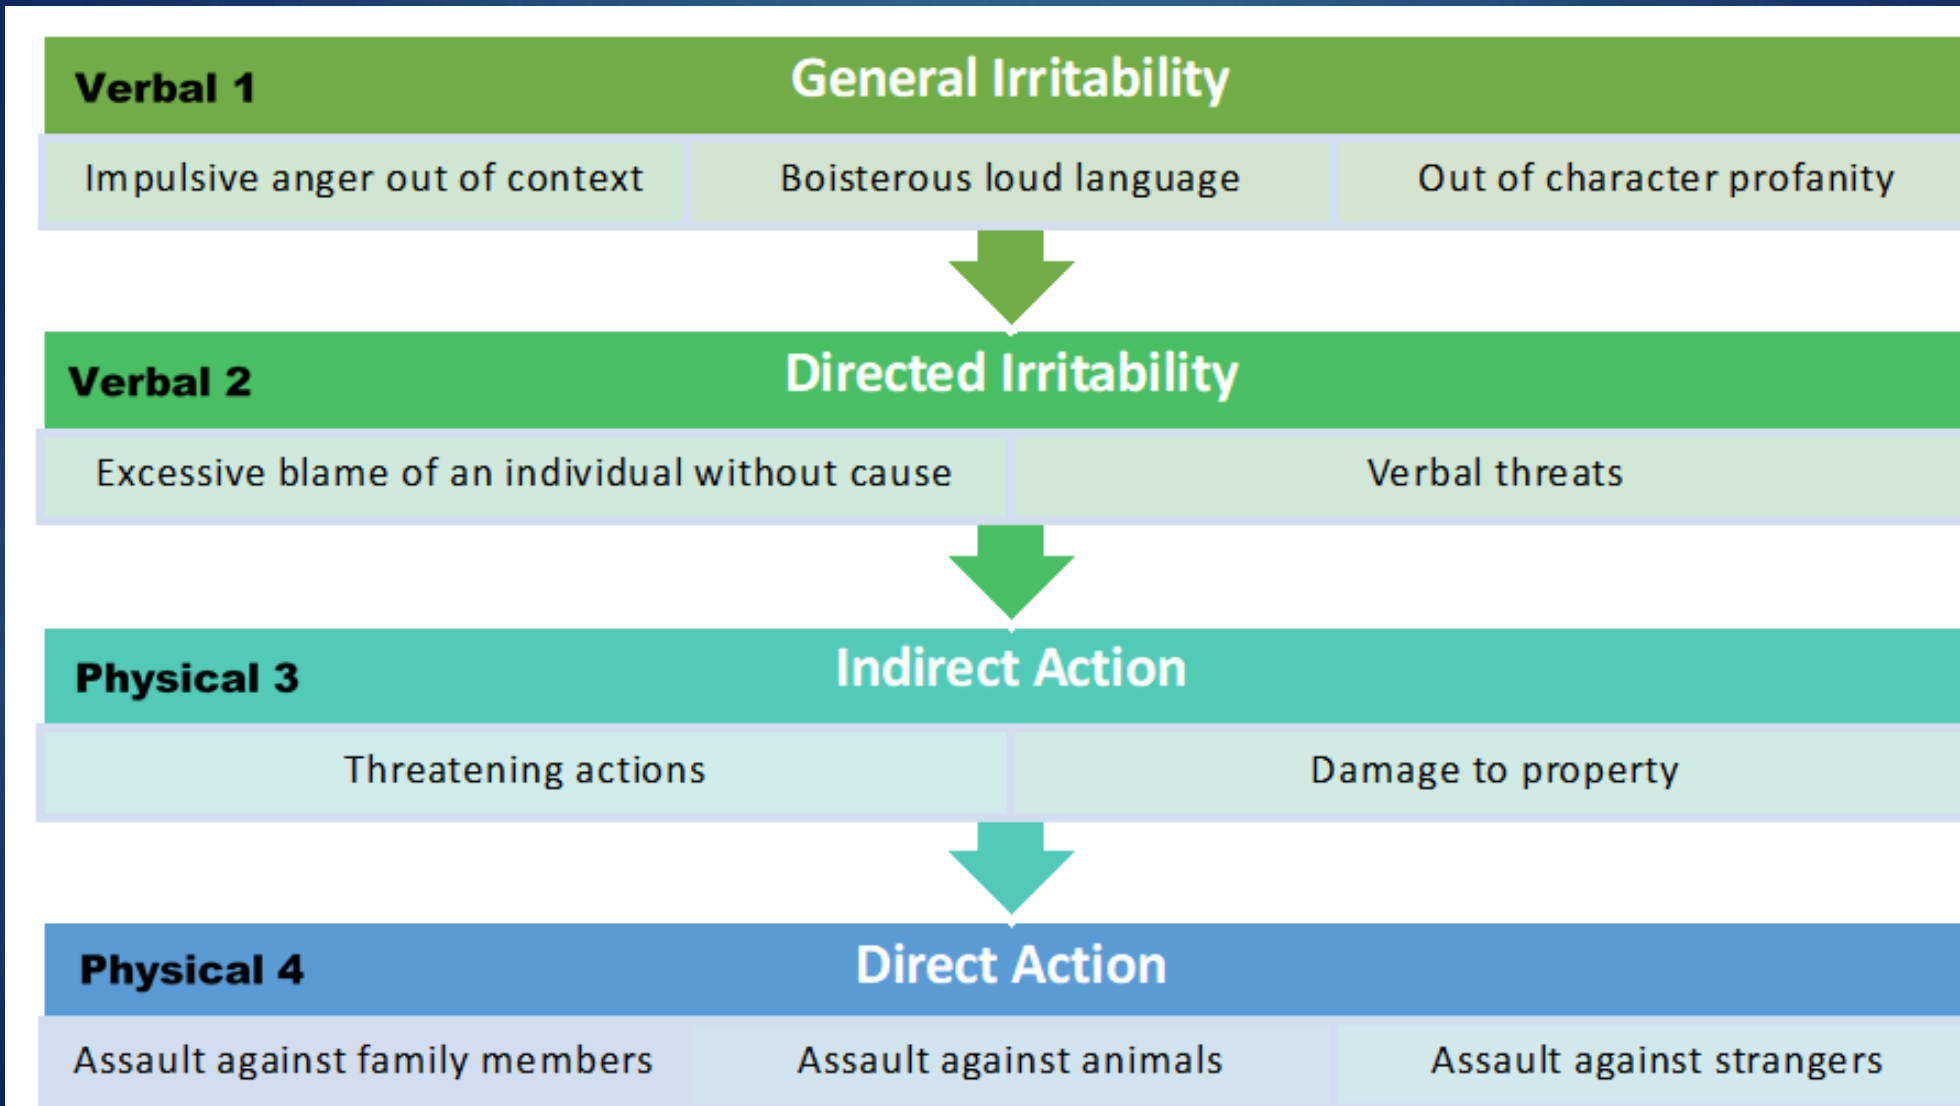 Verbal 1
General Irritability
Impulsive anger out of context
Boisterous loud language
Out of character profanity
Verbal 2
Directed Irritability
Excessive blame of an individual without cause
Verbal threats
Physical 3
Indirect Action
Threatening actions
Damage to property
Physical 4
Direct Action
Assault against family members
Assault against animals
Assault against strangers